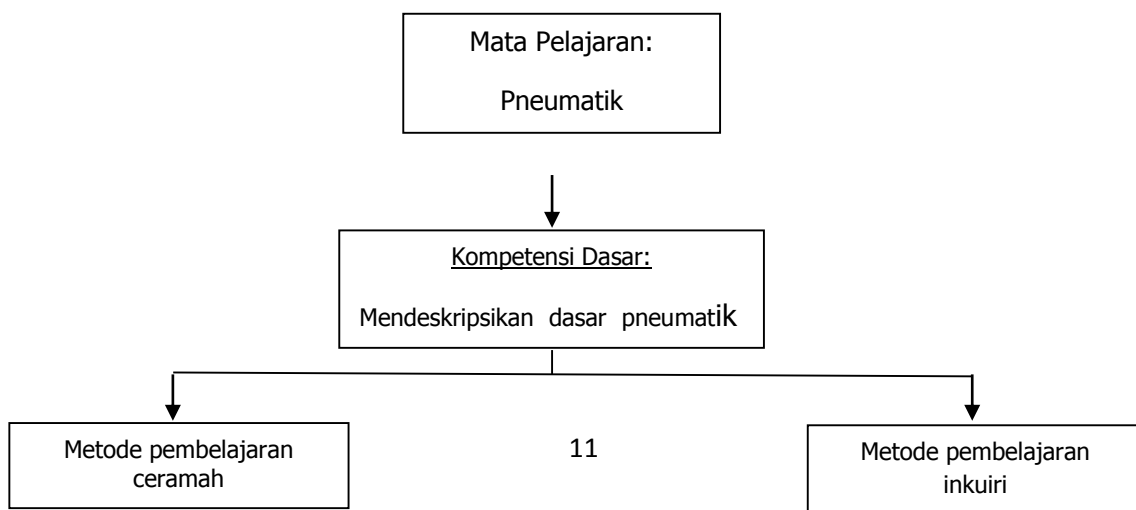 Mata Pelajaran:
Pneumatik
Kompetensi Dasar:
Mendeskripsikan dasar pneumatik
Metode pembelajaran
ceramah
11
Metode pembelajaran
inkuiri